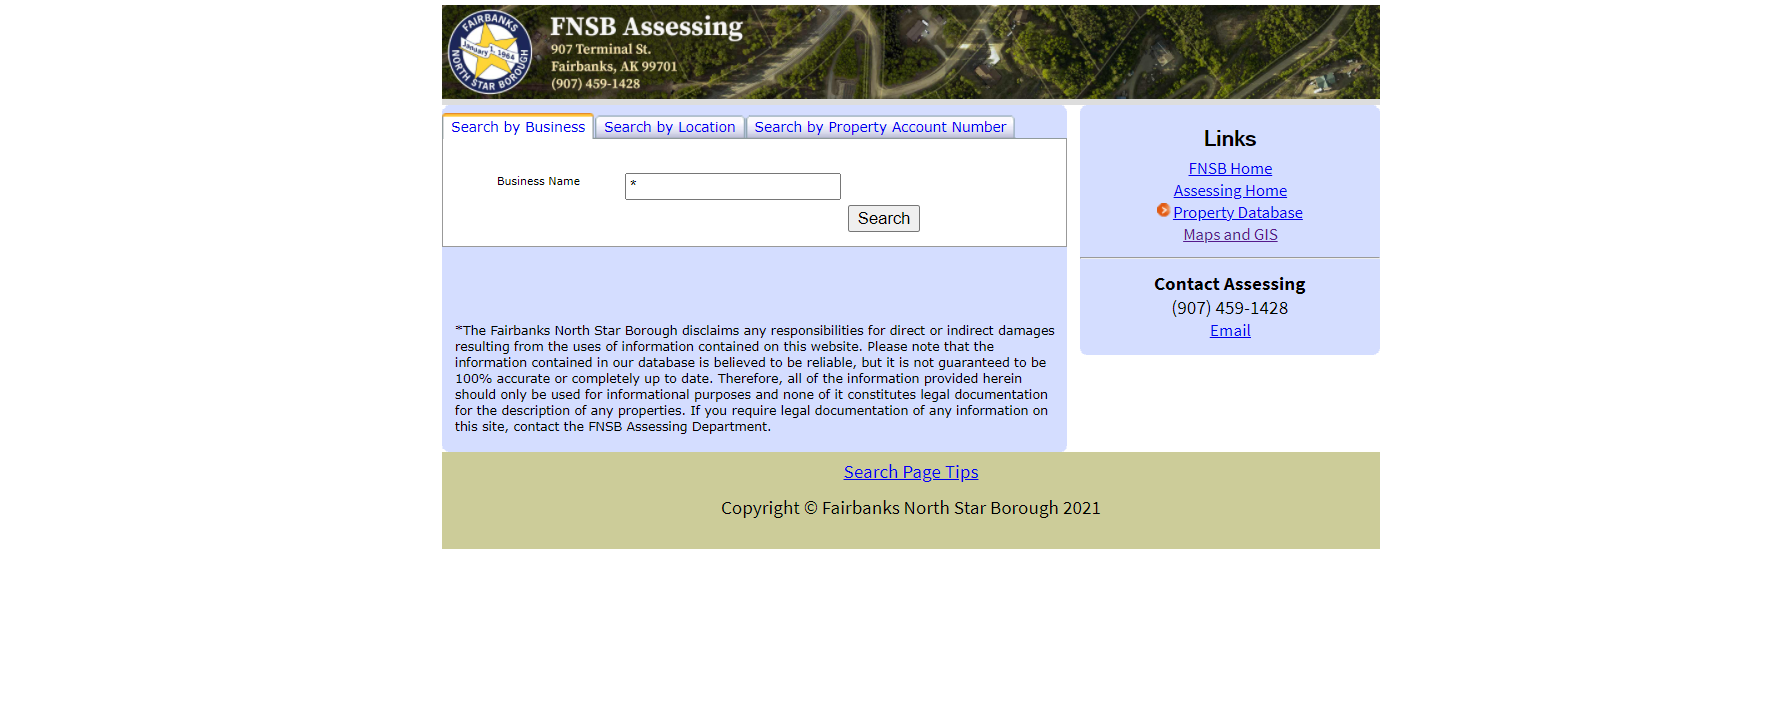 FAIRBANKS
January 1, 1964
NORTH STAR BOROUGH
FNSB Assessing
907 Terminal St.
Fairbanks, AK 99701
(907) 459-1428
Search by Business
Search by Location
Search by Property Account Number
Business Name
*
Search
*The Fairbanks North Star Borough disclaims any responsibilities for direct or indirect damages
resulting from the uses of information contained on this website. Please note that the
information contained in our database is believed to be reliable, but it is not guaranteed to be
100% accurate or completely up to date. Therefore, all of the information provided herein
should only be used for informational purposes and none of it constitutes legal documentation
for the description of any properties. If you require legal documentation of any information on
this site, contact the FNSB Assessing Department.
Links
FNSB Home
Assessing Home
Property Database
Maps and GIS
Contact Assessing
(907) 459-1428
Email
Search Page Tips
Copyright © Fairbanks North Star Borough 2021